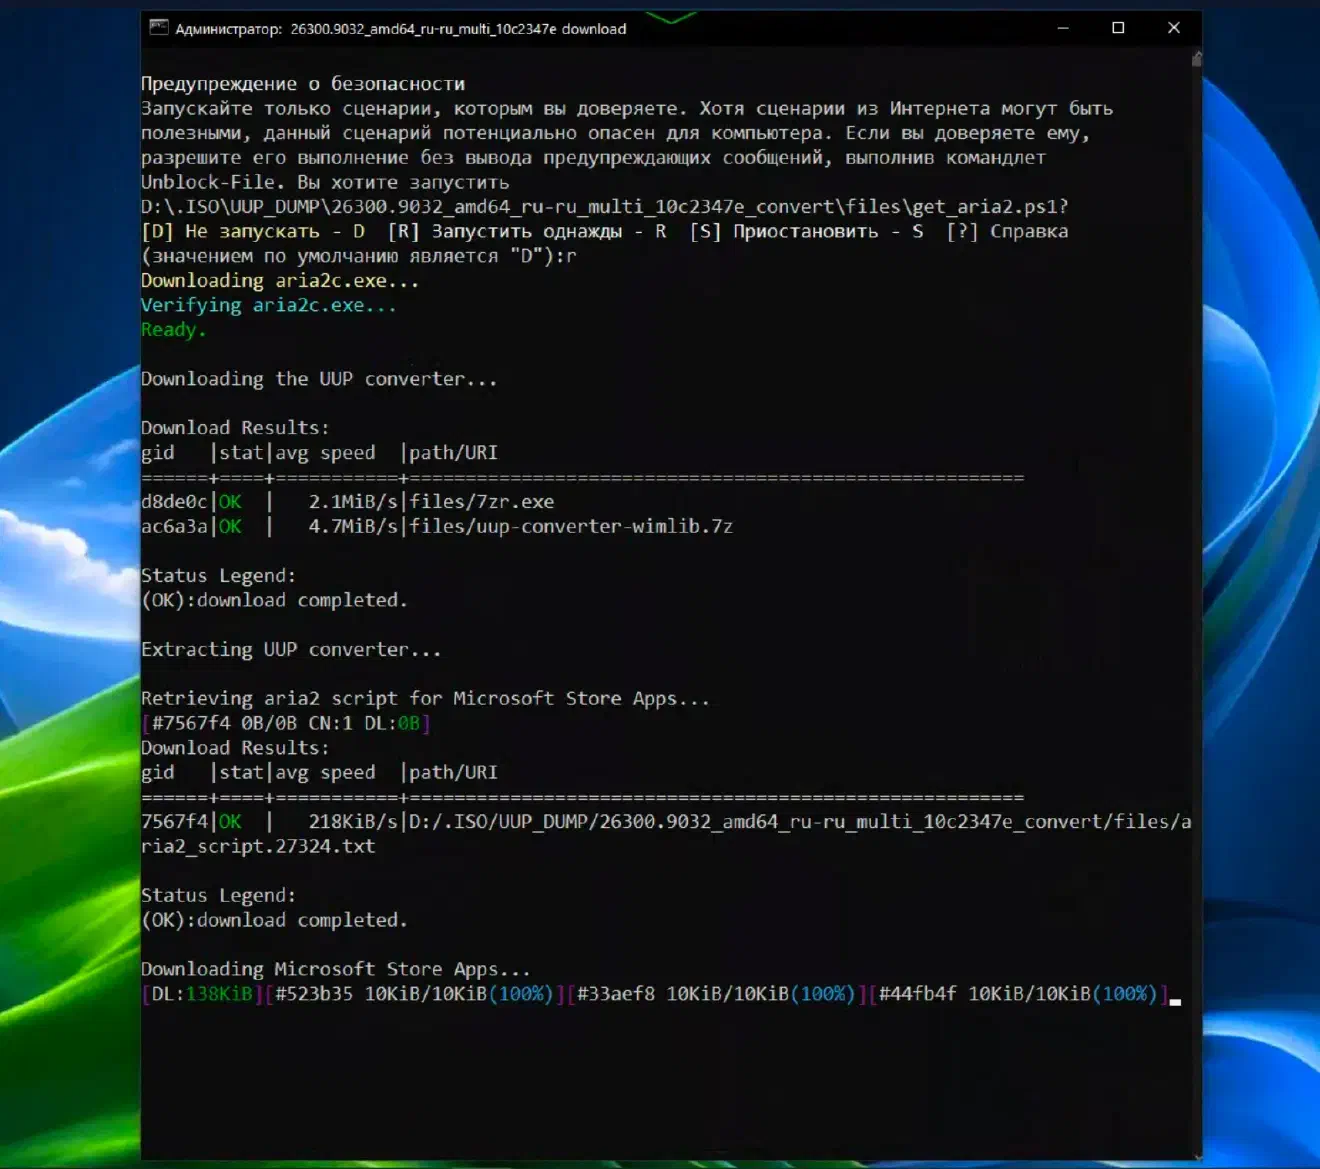 Администратор: 26300.9032_amd64_ru-ru_multi_10c2347e download
Предупреждение о безопасности
Запускайте только сценарии, которым вы доверяете. Хотя сценарии из Интернета могут быть
полезными, данный сценарий потенциально опасен для компьютера. Если вы доверяете ему,
разрешите его выполнение без вывода предупреждающих сообщений, выполнив командлет
Unblock-File. Вы хотите запустить
D:\.ISO\UUP_DUMP\26300.9032_amd64_ru-ru_multi_10c2347e_convert\files\get_aria2.ps1?
[D] Не запускать - D  [R] Запустить однажды - R  [S] Приостановить - S  [?] Справка
(значением по умолчанию является "D"):r
Downloading aria2c.exe...
Verifying aria2c.exe...
Ready.
Downloading the UUP converter...
Download Results:
gid   |stat|avg speed  |path/URI
======+====+===========+=======================================================
d8de0c|OK  |   2.1MiB/s|files/7zr.exe
ac6a3a|OK  |   4.7MiB/s|files/uup-converter-wimlib.7z
Status Legend:
(OK):download completed.
Extracting UUP converter...
Retrieving aria2 script for Microsoft Store Apps...
[#7567f4 0B/0B CN:1 DL:0B]
Download Results:
gid   |stat|avg speed  |path/URI
======+====+===========+=======================================================
7567f4|OK  |   218KiB/s|D:/.ISO/UUP_DUMP/26300.9032_amd64_ru-ru_multi_10c2347e_convert/files/a
ria2_script.27324.txt
Status Legend:
(OK):download completed.
Downloading Microsoft Store Apps...
[DL:138KiB][#523b35 10KiB/10KiB(100%)][#33aef8 10KiB/10KiB(100%)][#44fb4f 10KiB/10KiB(100%)]